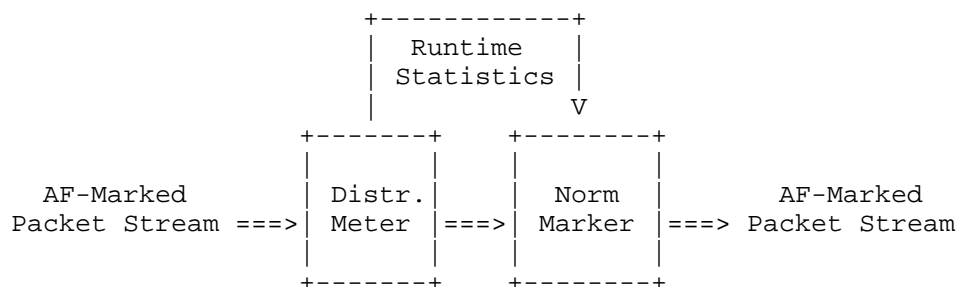 +------------+
|  Runtime   |
| Statistics |
|            V
+-------+     +--------+
|       |     |        |
AF-Marked     | Distr.|     |  Norm  |        AF-Marked
Packet Stream ===>| Meter |===>| Marker |===> Packet Stream
|       |     |        |
+-------+     +--------+